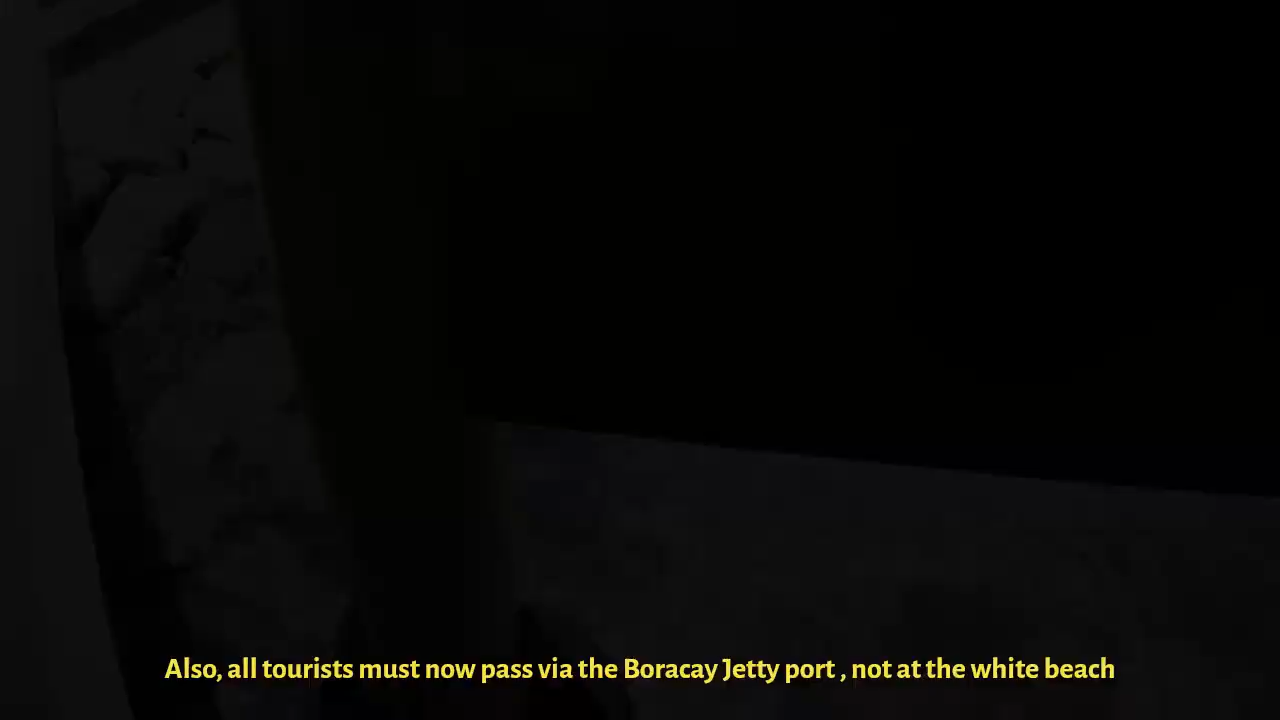 Also, all tourists must now pass via the Boracay Jetty port , not at the white beach